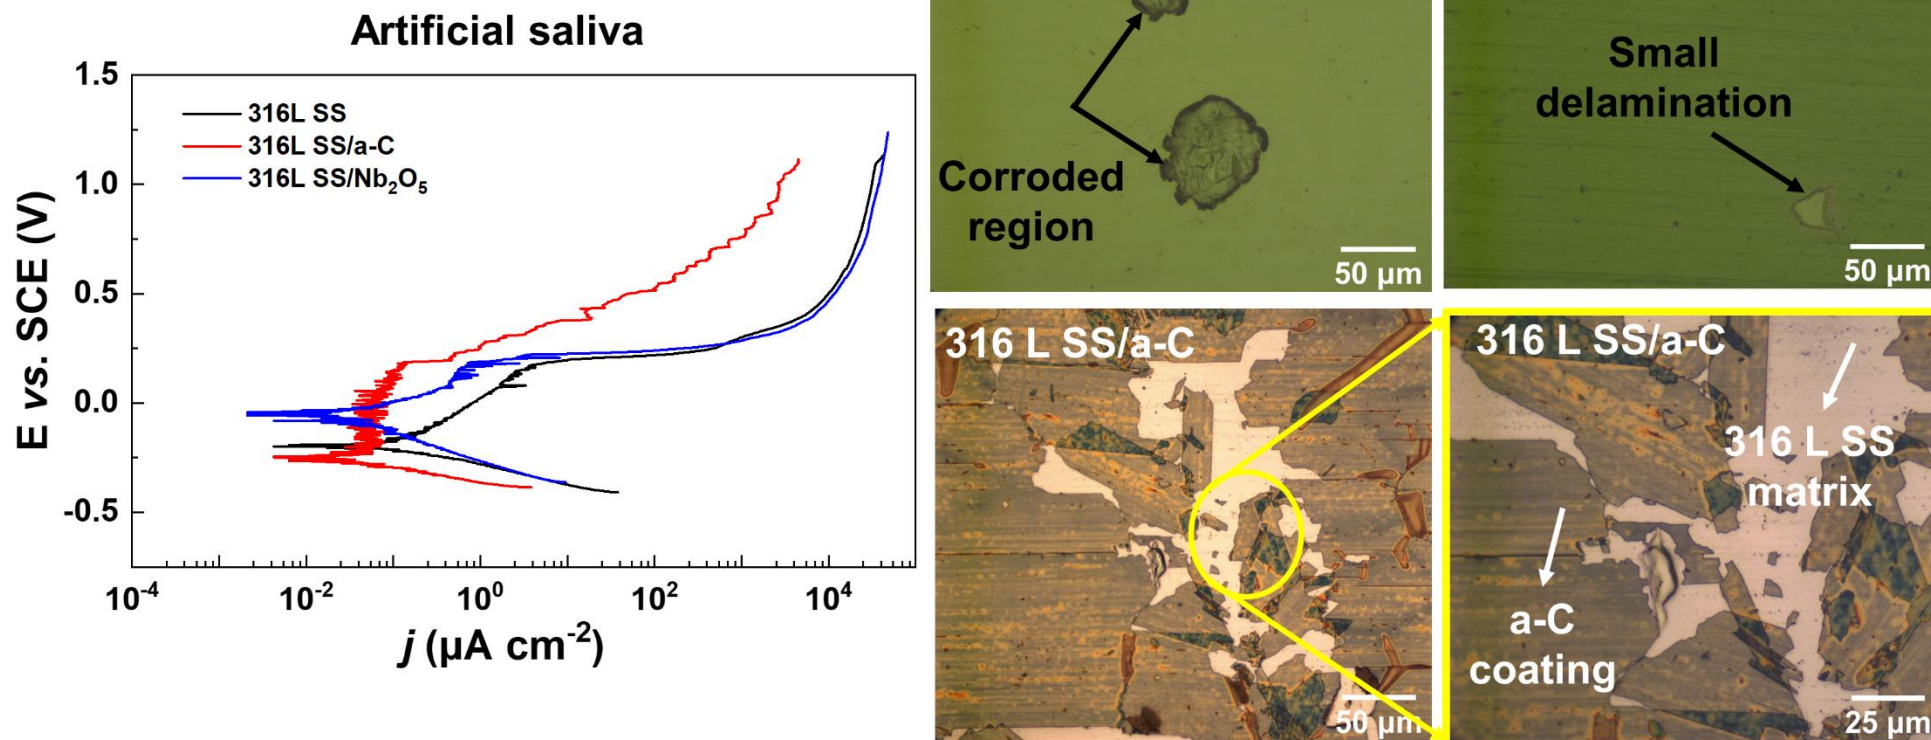 Artificial saliva
E vs. SCE (V)
1.5
1.0
0.5
0.0
-0.5
316L SS
316L SS/a-C
316L SS/Nb₂O₅
10⁻⁴
10⁻²
10⁰
10²
10⁴
j (µA cm⁻²)
Corroded
region
50 µm
Small
delamination
50 µm
316 L SS/a-C
50 µm
316 L SS/a-C
316 L SS
matrix
a-C
coating
25 µm